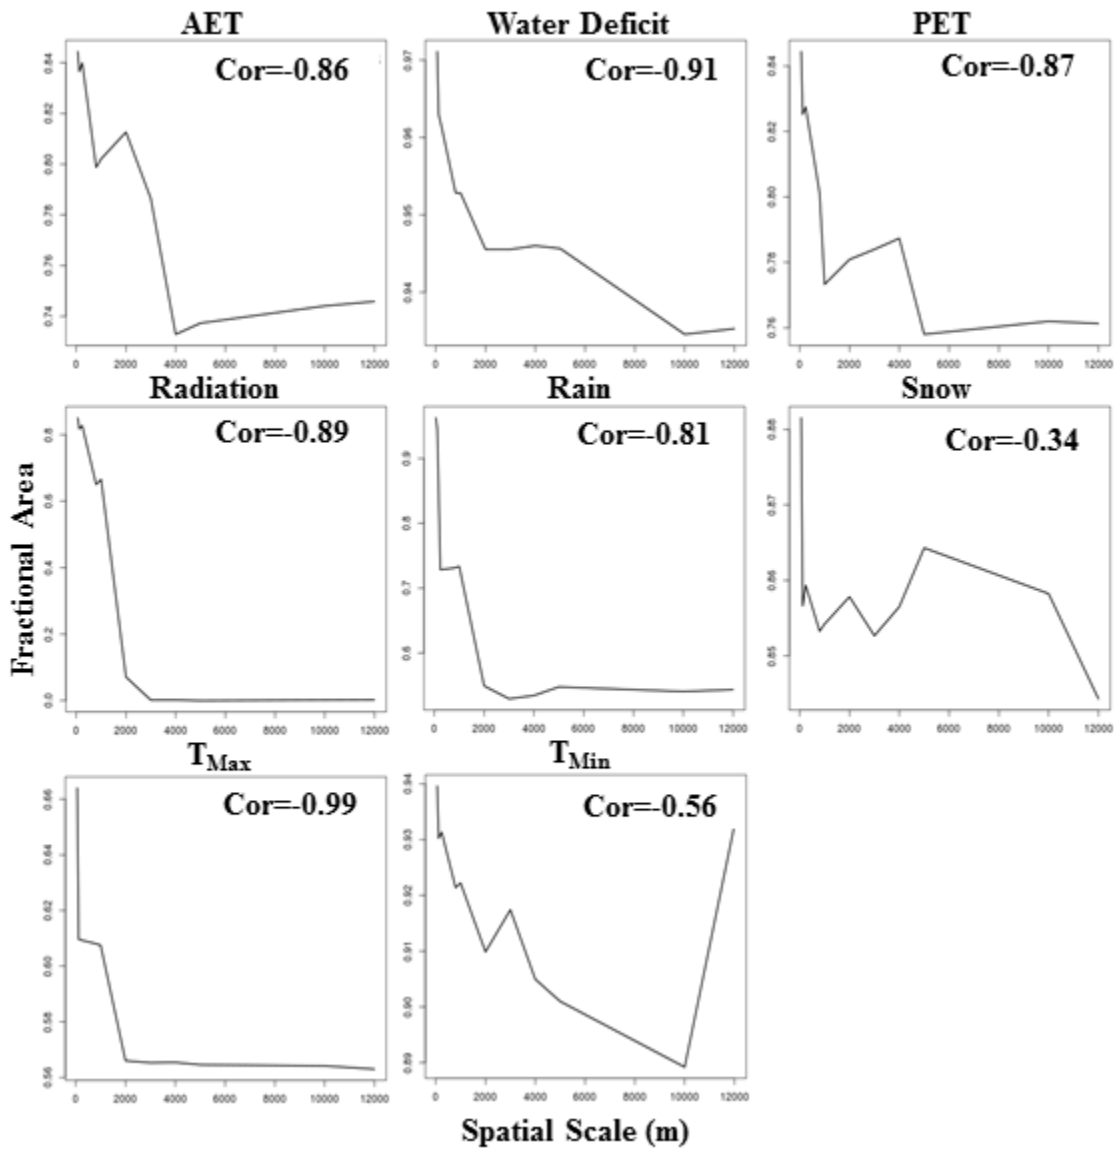 AET Water Deficit PET
Cor=-0.86 Cor=-0.91 Cor=-0.87
0.84 0.82 0.80 0.78 0.76 0.74
0.97 0.96 0.95 0.94
0.84 0.82 0.80 0.78 0.76
0 2000 4000 6000 8000 10000 12000
0 2000 4000 6000 8000 10000 12000
0 2000 4000 6000 8000 10000 12000
Radiation Rain Snow
Cor=-0.89 Cor=-0.81 Cor=-0.34
Fractional Area
0.8 0.6 0.4 0.2 0.0
0.9 0.8 0.7 0.6
0.88 0.87 0.86 0.85
0 2000 4000 6000 8000 10000 12000
0 2000 4000 6000 8000 10000 12000
0 2000 4000 6000 8000 10000 12000
TMax TMin
Cor=-0.99 Cor=-0.56
0.66 0.64 0.62 0.60 0.58 0.56
0.94 0.93 0.92 0.91 0.90 0.89
0 2000 4000 6000 8000 10000 12000
0 2000 4000 6000 8000 10000 12000
Spatial Scale (m)